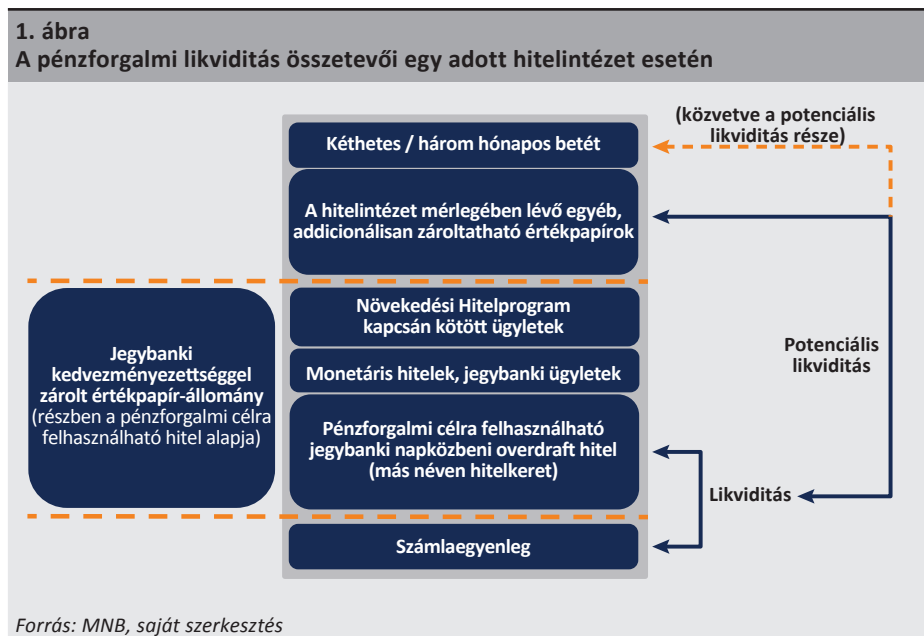 1. ábra
A pénzforgalmi likviditás összetevői egy adott hitelintézet esetén
(közvetve a potenciális
likviditás része)
Kéthetes / három hónapos betét
A hitelintézet mérlegében lévő egyéb,
addicionálisan zároltatható értékpapírok
Növekedési Hitelprogram
kapcsán kötött ügyletek
Jegybanki
kedvezményezettséggel
zárolt értékpapír-állomány
(részben a pénzforgalmi célra
felhasználható hitel alapja)
Monetáris hitelek, jegybanki ügyletek
Potenciális
likviditás
Pénzforgalmi célra felhasználható
jegybanki napközbeni overdraft hitel
(más néven hitelkeret)
Likviditás
Számlaegyenleg
Forrás: MNB, saját szerkesztés